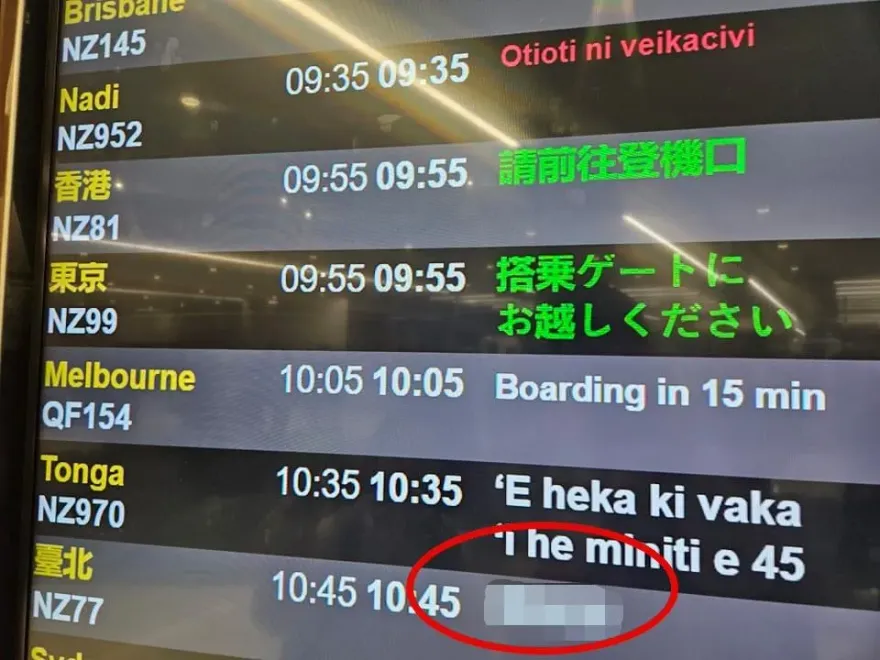 Brisbane
NZ145
Nadi
09:35 09:35 Otioti ni veikacivi
NZ952
香港
09:55 09:55 請前往登機口
NZ81
東京
09:55 09:55 搭乗ゲートに
お越しください
NZ99
Melbourne
10:05 10:05 Boarding in 15 min
QF154
Tonga
10:35 10:35 ‘E heka ki vaka
‘I he miniti e 45
NZ970
臺北
10:45 10:45
NZ77